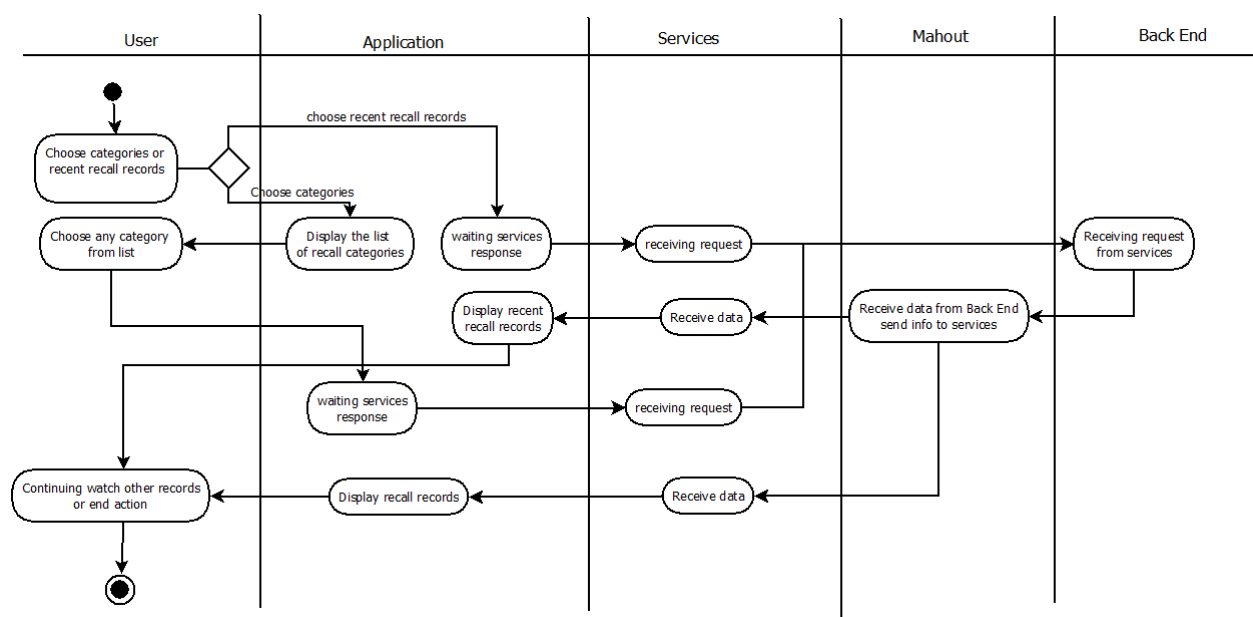 User
Application
Services
Mahout
Back End
choose recent recall records
Choose categories or
recent recall records
Choose categories
Choose any category
from list
Display the list
of recall categories
waiting services
response
receiving request
Receiving request
from services
Display recent
recall records
Receive data
Receive data from Back End
send info to services
waiting services
response
receiving request
Continuing watch other records
or end action
Display recall records
Receive data